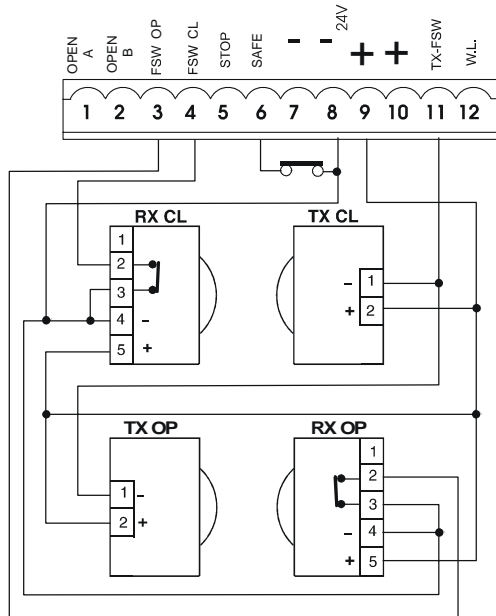 OPEN A
OPEN B
FSW OP
FSW CL
STOP
SAFE
-
-
24V
+
+
TX-FSW
W.L.
1 2 3 4 5 6 7 8 9 10 11 12
RX CL
1
2
3
4 -
5 +
TX CL
- 1
+ 2
TX OP
1 -
2 +
RX OP
1
2
3
- 4
+ 5